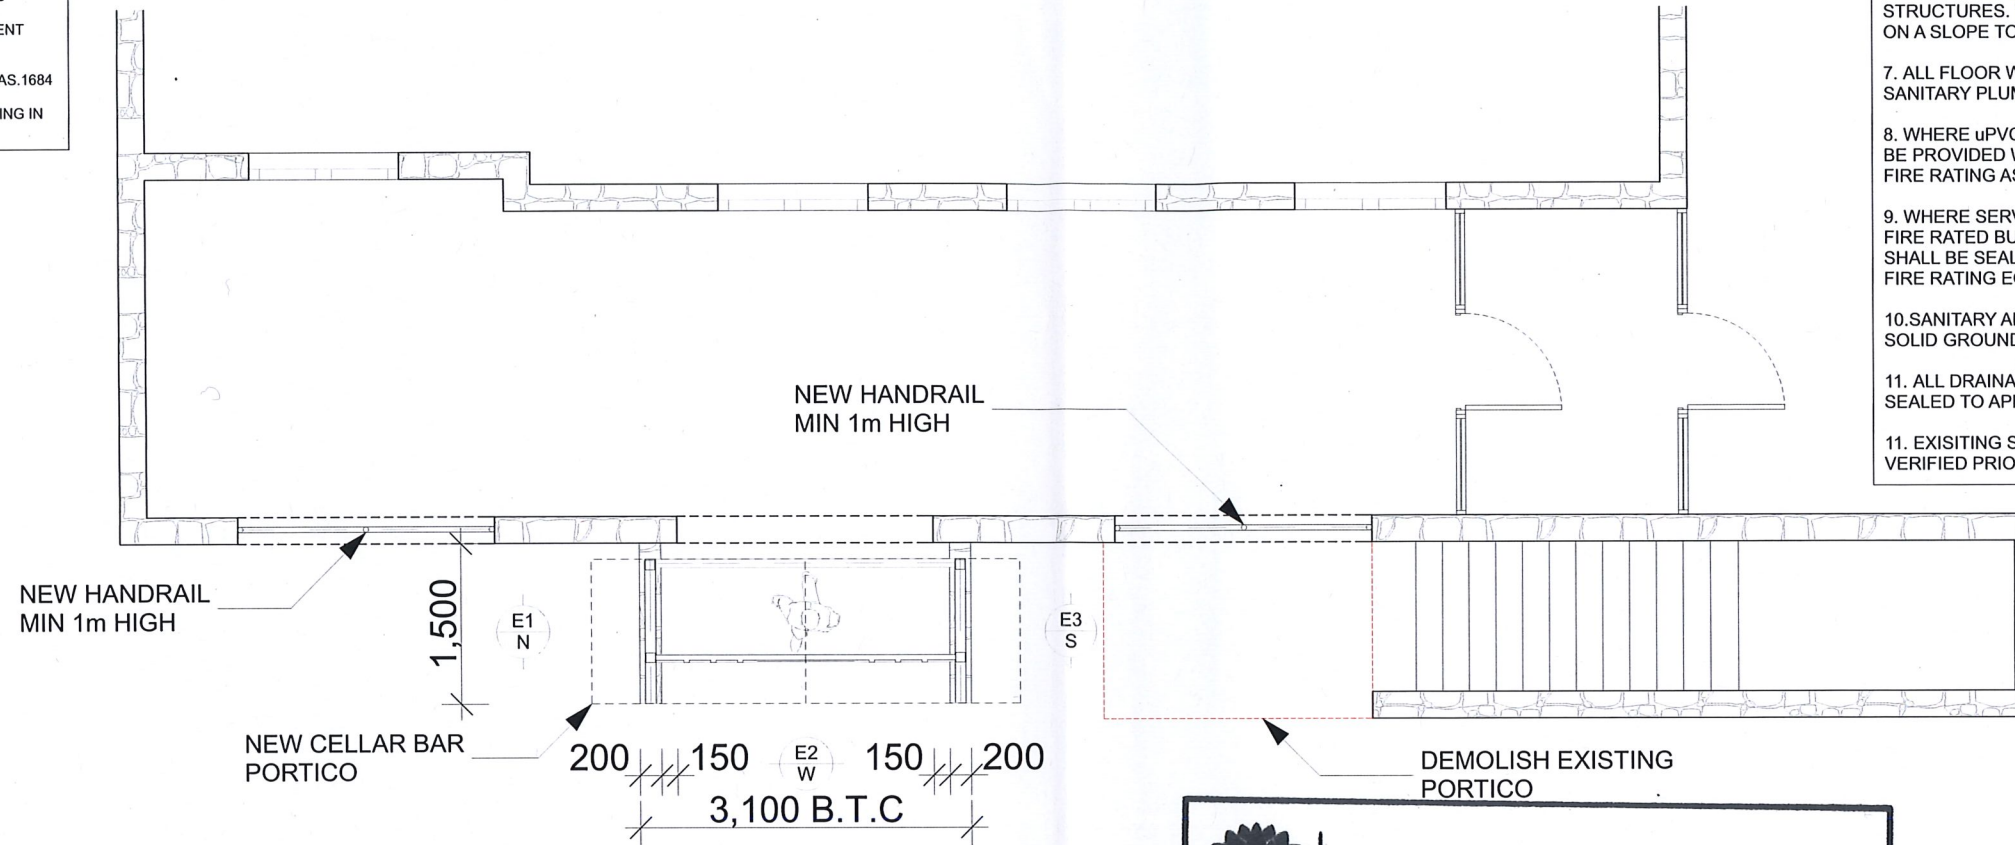 ENT
AS.1684
ING IN
STRUCTURES.
ON A SLOPE TO
7. ALL FLOOR W
SANITARY PLUM
8. WHERE uPVC
BE PROVIDED W
FIRE RATING AS
9. WHERE SERV
FIRE RATED BU
SHALL BE SEAL
FIRE RATING EQ
10.SANITARY A
SOLID GROUND
11. ALL DRAINA
SEALED TO AP
11. EXISITING S
VERIFIED PRIO
NEW HANDRAIL
MIN 1m HIGH
NEW HANDRAIL
MIN 1m HIGH
1,500
E1
N
E3
S
NEW CELLAR BAR
PORTICO
200
150
E2
W
150
200
3,100 B.T.C
DEMOLISH EXISTING
PORTICO